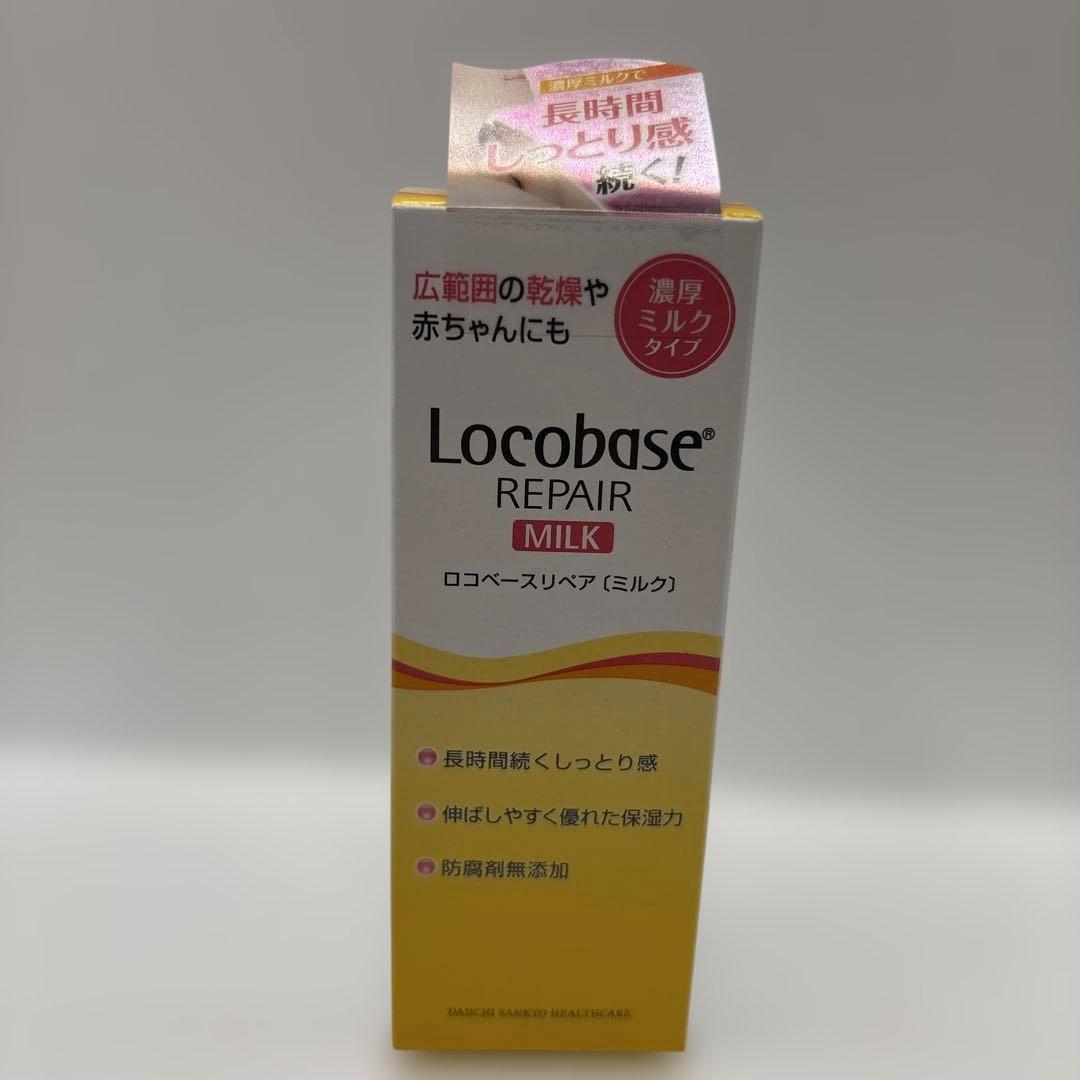 濃厚ミルクで
長時間
しっとり感
続く!
広範囲の乾燥や
赤ちゃんにも
濃厚
ミルク
タイプ
Locobase®
REPAIR
MILK
ロコベースリペア〔ミルク〕
長時間続くしっとり感
伸ばしやすく優れた保湿力
防腐剤無添加
DAIICHI SANKYO HEALTHCARE